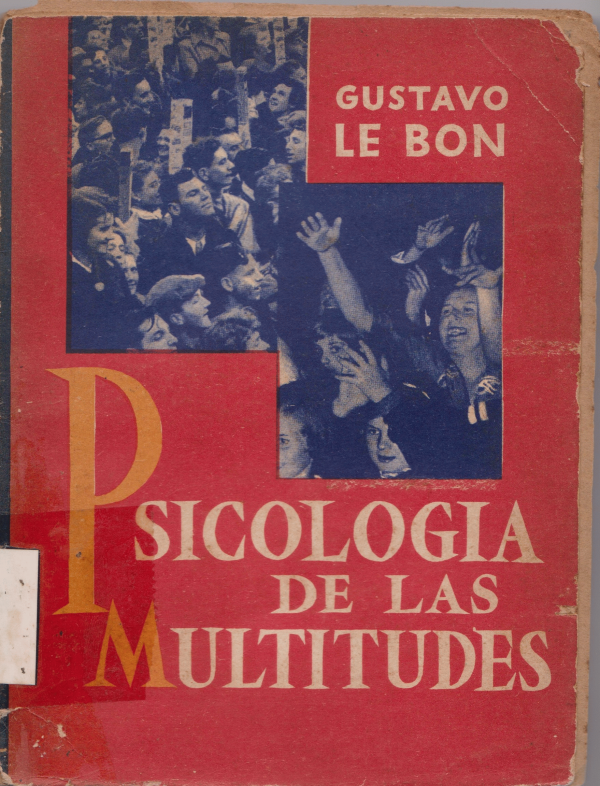 GUSTAVO
LE BON
PSICOLOGIA
DE LAS
MULTITUDES